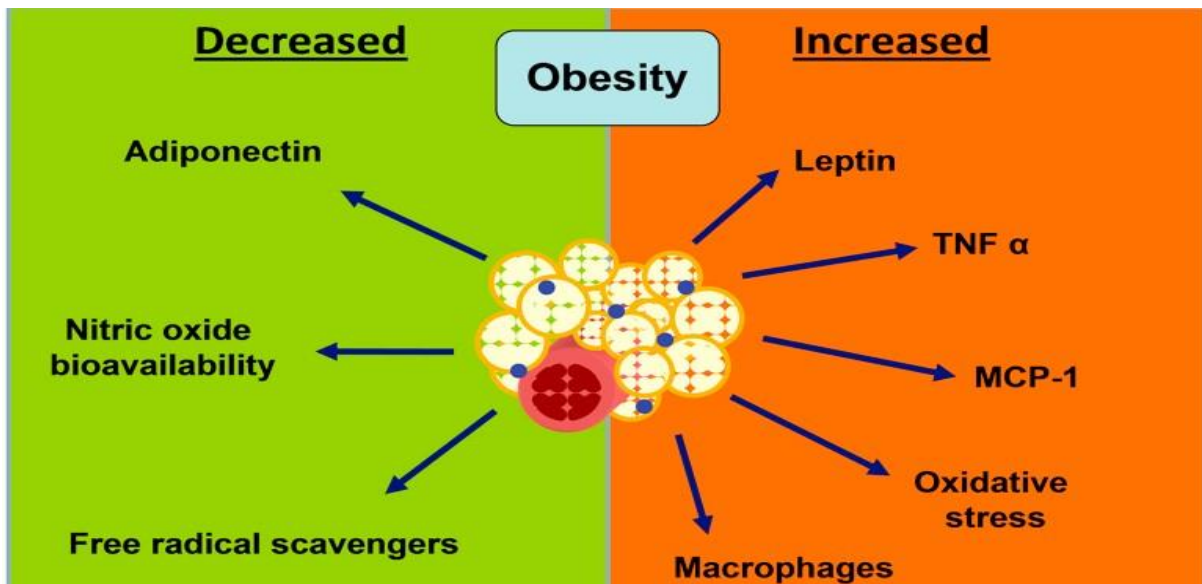 Decreased
Obesity
Increased
Adiponectin
Leptin
TNF α
Nitric oxide
bioavailability
MCP-1
Oxidative
stress
Free radical scavengers
Macrophages